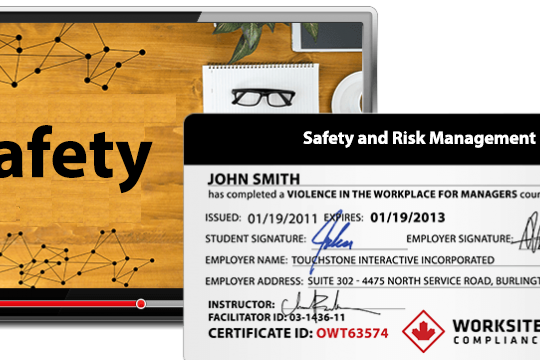 afety
Safety and Risk Management
JOHN SMITH
has completed a VIOLENCE IN THE WORKPLACE FOR MANAGERS cour
ISSUED: 01/19/2011 EXPIRES: 01/19/2013
STUDENT SIGNATURE: John EMPLOYER SIGNATURE:
EMPLOYER NAME: TOUCHSTONE INTERACTIVE INCORPORATED
EMPLOYER ADDRESS: SUITE 302 - 4475 NORTH SERVICE ROAD, BURLINGT
INSTRUCTOR:
FACILITATOR ID: 03-1436-11
CERTIFICATE ID: OWT63574
WORKSITE
COMPLIANC